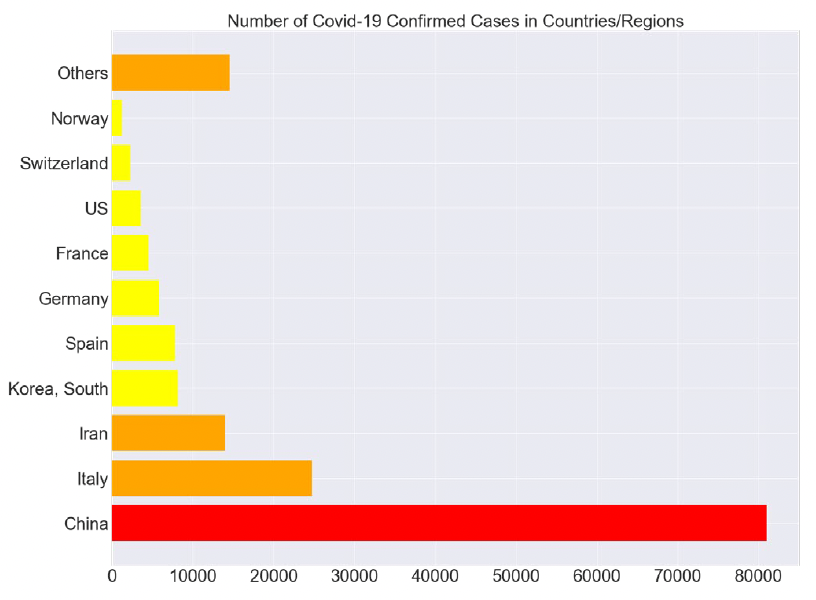 Number of Covid-19 Confirmed Cases in Countries/Regions
Others
Norway
Switzerland
US
France
Germany
Spain
Korea, South
Iran
Italy
China
0 10000 20000 30000 40000 50000 60000 70000 80000